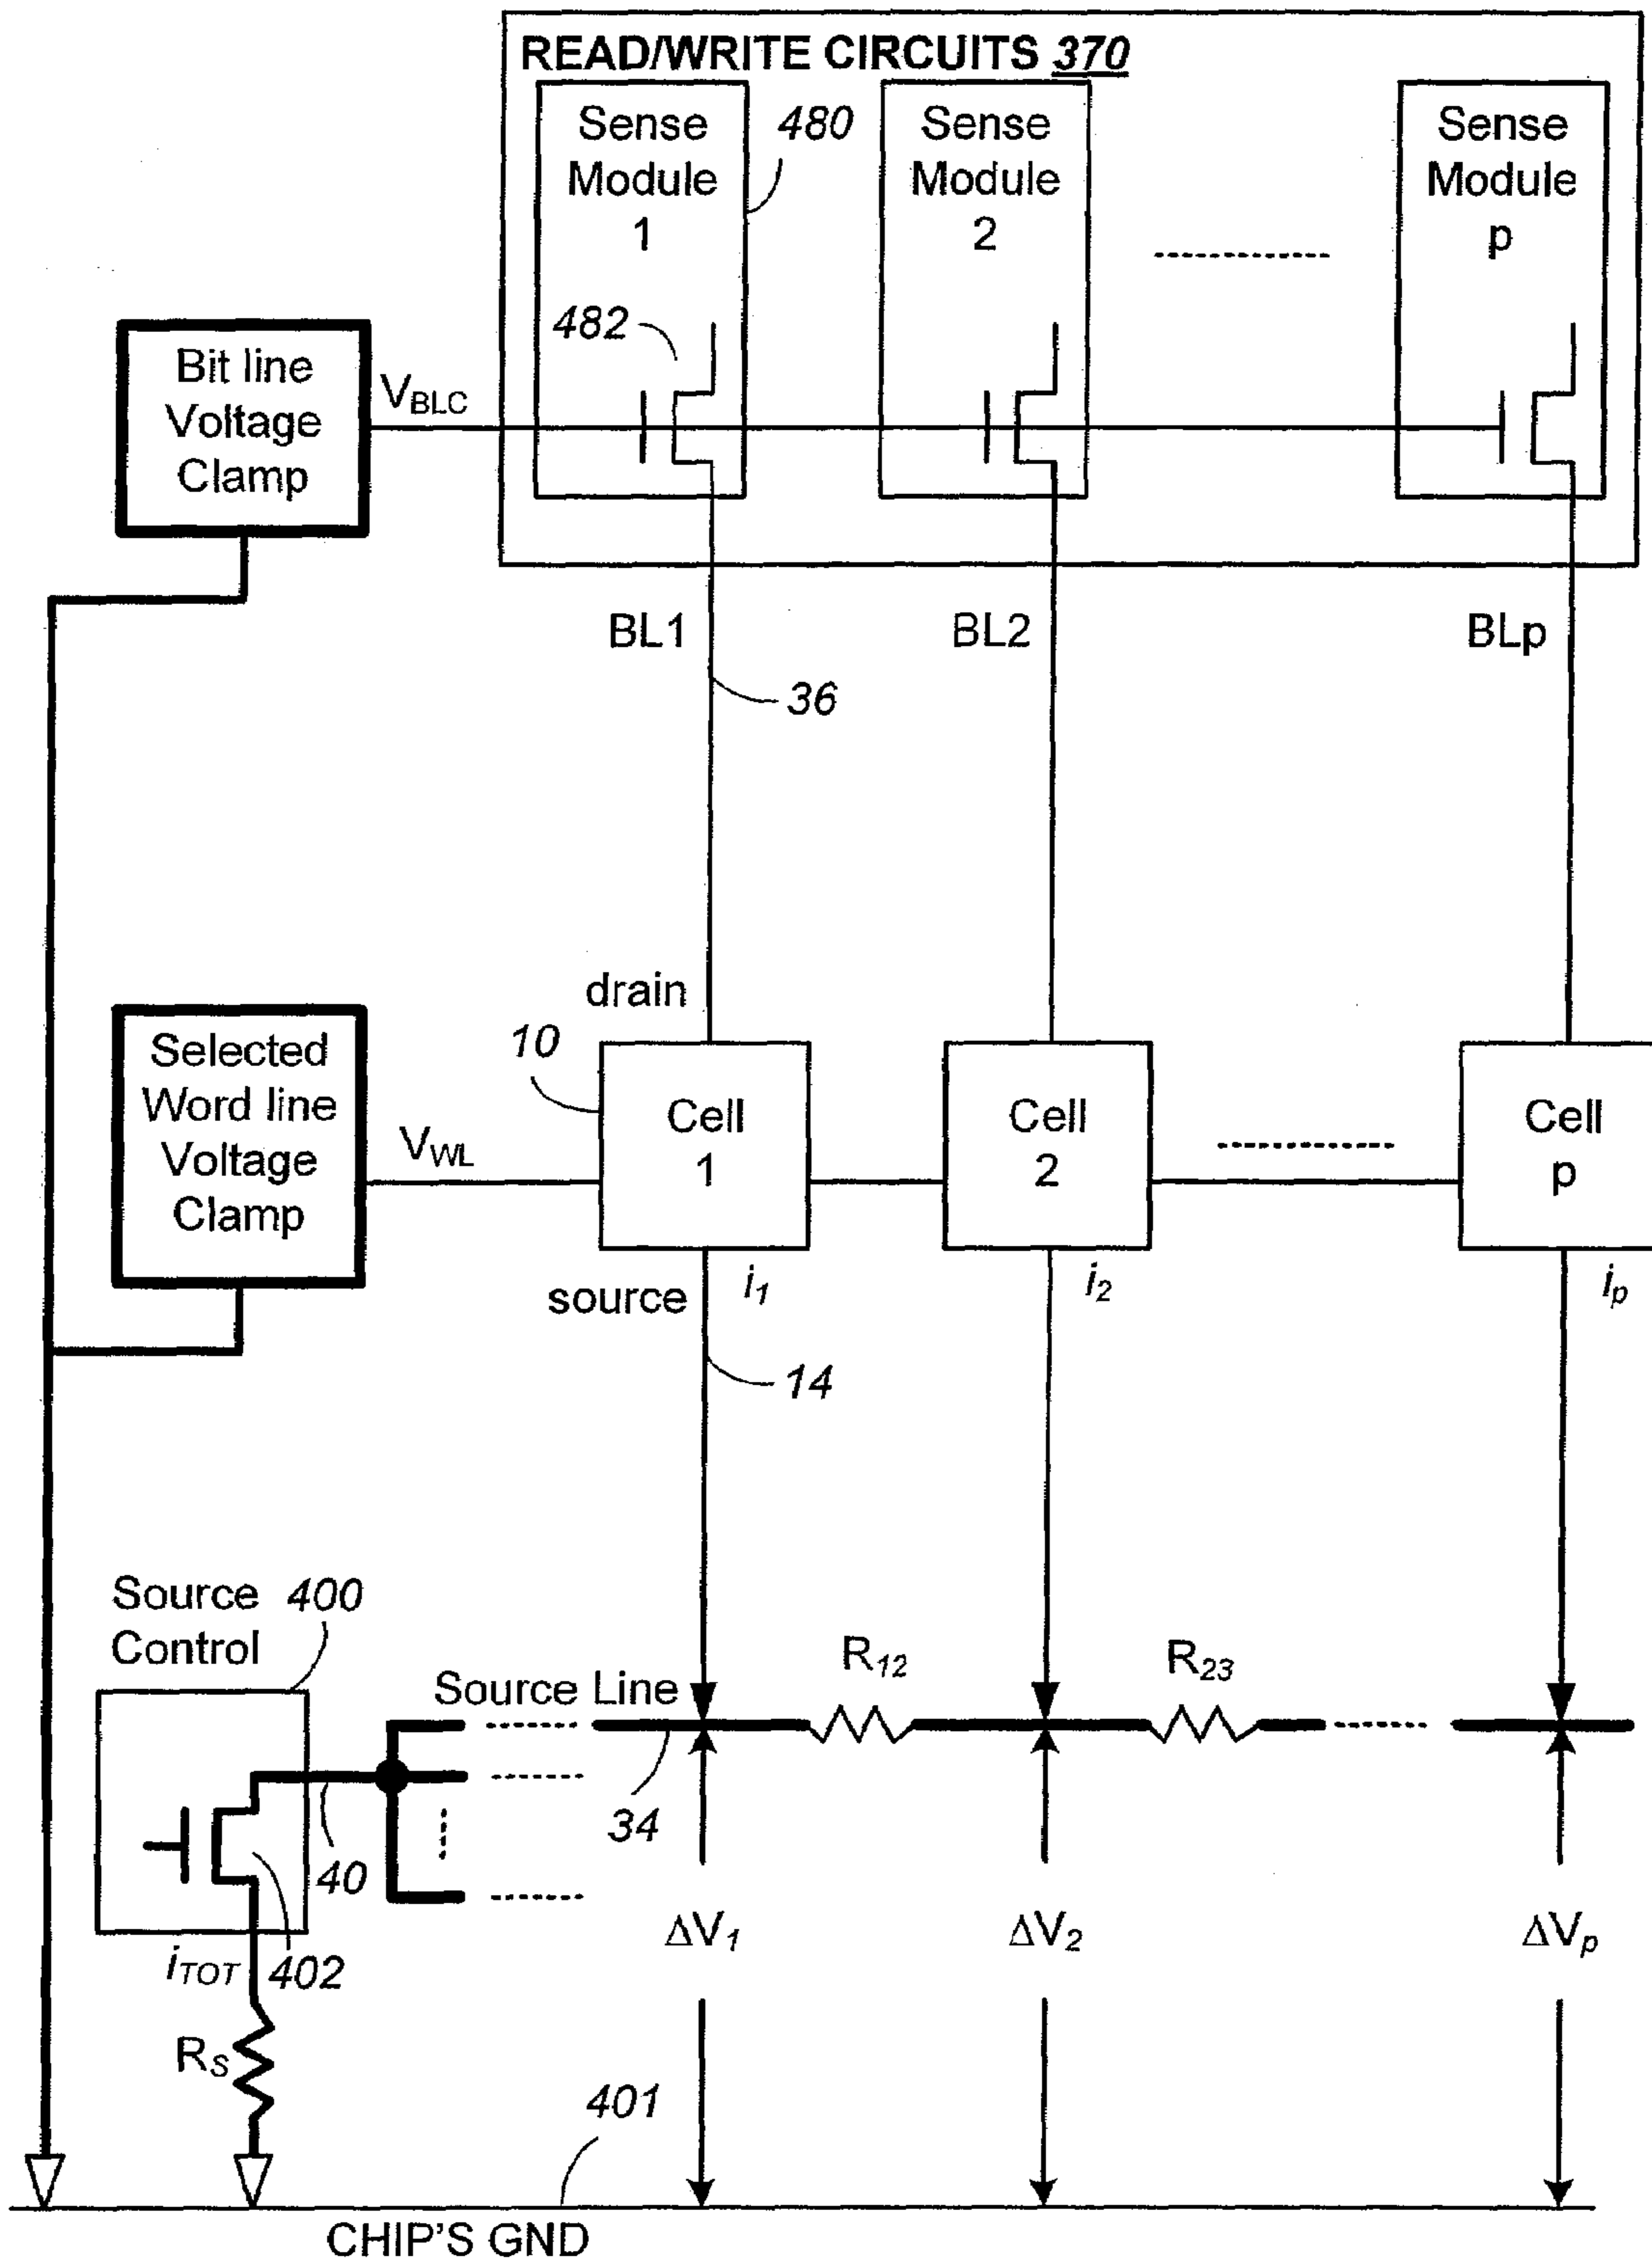 READ/WRITE CIRCUITS 370
Sense Module 1
480
Sense Module 2
Sense Module p
482
Bit line Voltage Clamp
VBLC
BL1
BL2
BLp
36
drain
10
Selected Word line Voltage Clamp
VWL
Cell 1
Cell 2
Cell p
source
i1
i2
ip
14
Source Control
400
Source Line
R12
R23
34
40
402
iTOT
ΔV1
ΔV2
ΔVp
RS
401
CHIP'S GND